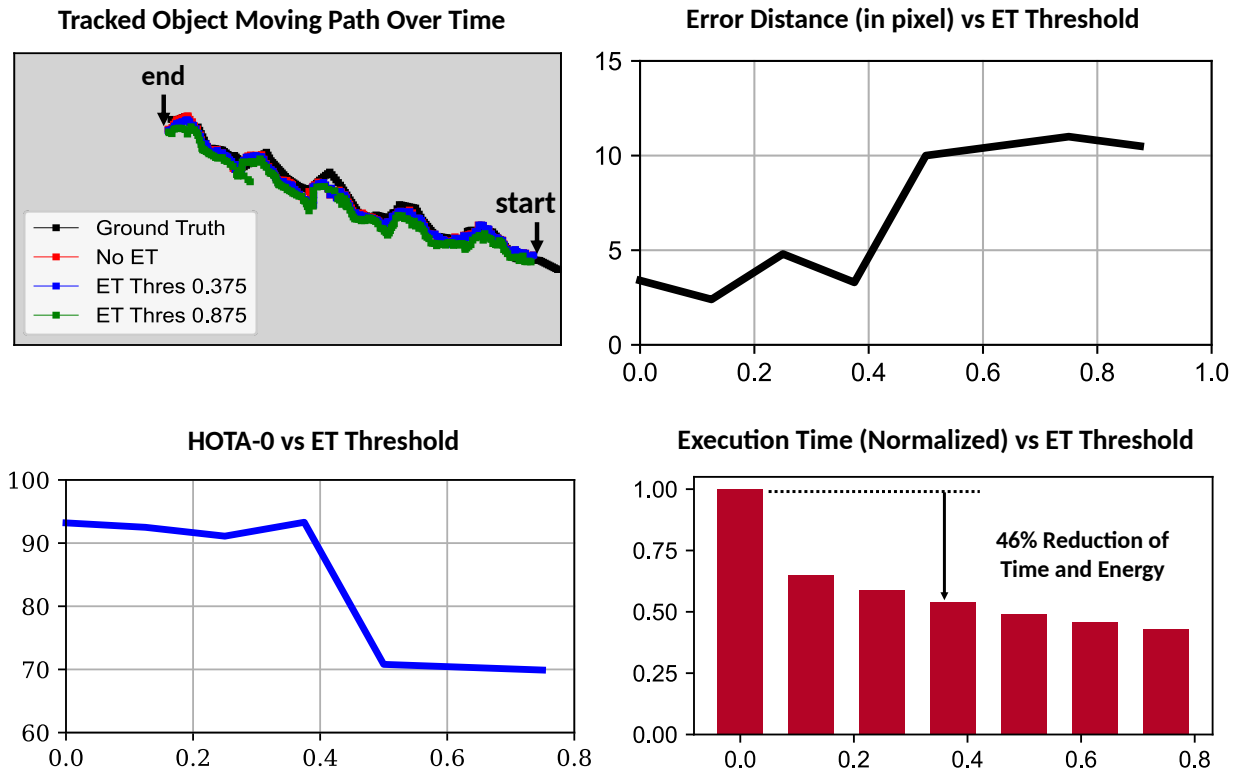 Tracked Object Moving Path Over Time
end
start
Ground Truth
No ET
ET Thres 0.375
ET Thres 0.875
Error Distance (in pixel) vs ET Threshold
15
10
5
0
0.0 0.2 0.4 0.6 0.8 1.0
HOTA-0 vs ET Threshold
100
90
80
70
60
0.0 0.2 0.4 0.6 0.8
Execution Time (Normalized) vs ET Threshold
1.00
0.75
0.50
0.25
0.00
46% Reduction of
Time and Energy
0.0 0.2 0.4 0.6 0.8